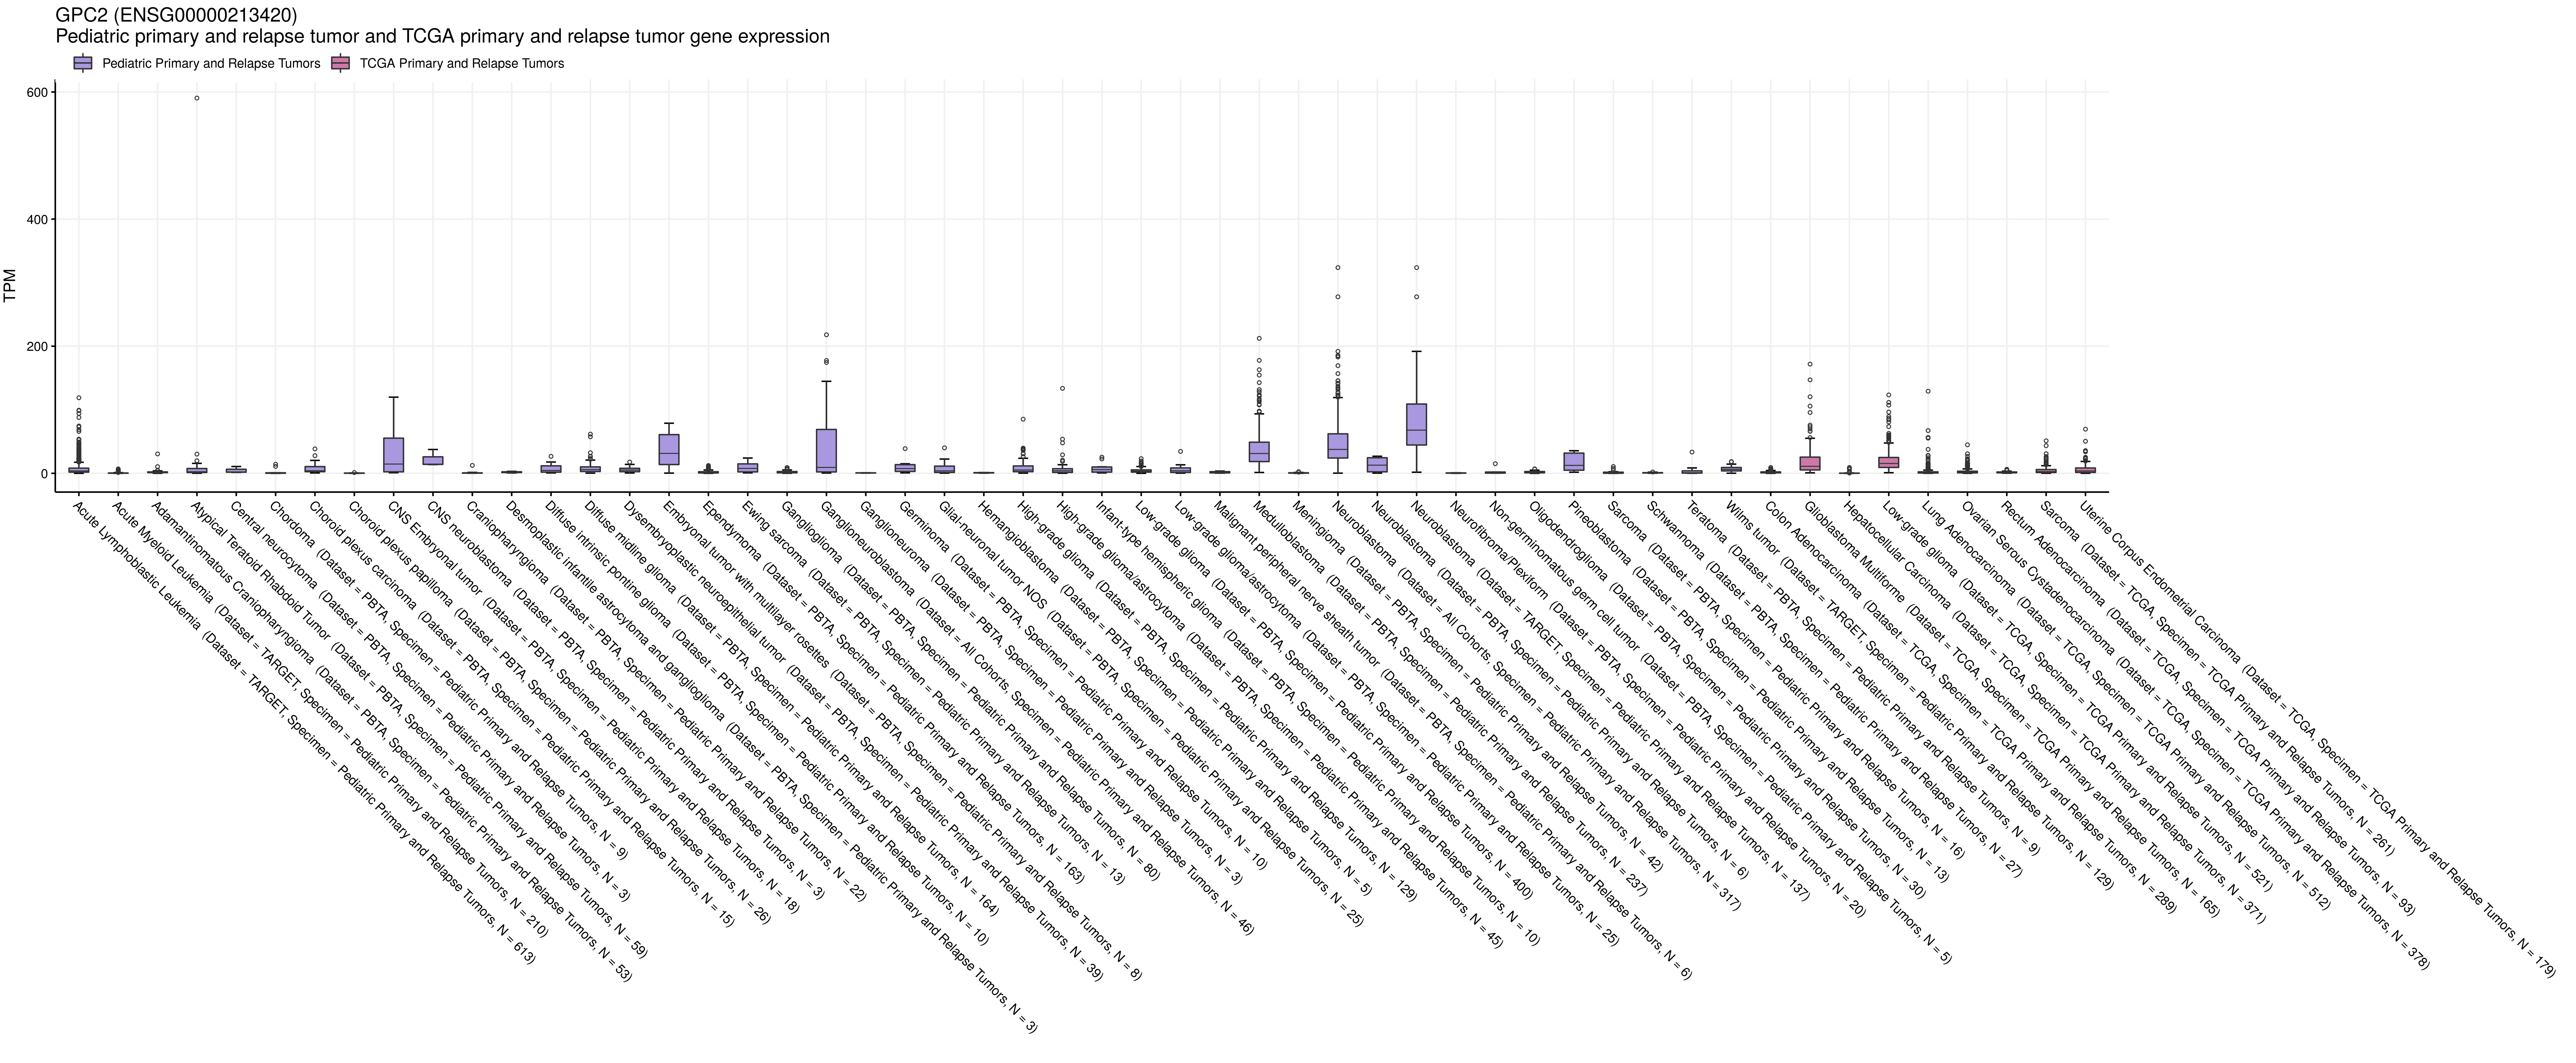 GPC2 (ENSG00000213420)
Pediatric primary and relapse tumor and TCGA primary and relapse tumor gene expression
Pediatric Primary and Relapse Tumors
TCGA Primary and Relapse Tumors
600
400
200
0
TPM
Acute Lymphoblastic Leukemia (Dataset = TARGET, Specimen = Pediatric Primary and Relapse Tumors, N = 613)
Acute Myeloid Leukemia (Dataset = TARGET, Specimen = Pediatric Primary and Relapse Tumors, N = 210)
Adamantinomatous Craniopharyngioma (Dataset = PBTA, Specimen = Pediatric Primary and Relapse Tumors, N = 53)
Atypical Teratoid Rhabdoid Tumor (Dataset = PBTA, Specimen = Pediatric Primary and Relapse Tumors, N = 59)
Central neurocytoma (Dataset = PBTA, Specimen = Pediatric Primary and Relapse Tumors, N = 3)
Chordoma (Dataset = PBTA, Specimen = Pediatric Primary and Relapse Tumors, N = 9)
Choroid plexus carcinoma (Dataset = PBTA, Specimen = Pediatric Primary and Relapse Tumors, N = 15)
Choroid plexus papilloma (Dataset = PBTA, Specimen = Pediatric Primary and Relapse Tumors, N = 26)
CNS Embryonal tumor (Dataset = PBTA, Specimen = Pediatric Primary and Relapse Tumors, N = 18)
CNS neuroblastoma (Dataset = PBTA, Specimen = Pediatric Primary and Relapse Tumors, N = 3)
Craniopharyngioma (Dataset = PBTA, Specimen = Pediatric Primary and Relapse Tumors, N = 22)
Desmoplastic infantile astrocytoma and ganglioglioma (Dataset = PBTA, Specimen = Pediatric Primary and Relapse Tumors, N = 3)
Diffuse intrinsic pontine glioma (Dataset = PBTA, Specimen = Pediatric Primary and Relapse Tumors, N = 10)
Diffuse midline glioma (Dataset = PBTA, Specimen = Pediatric Primary and Relapse Tumors, N = 164)
Dysembryoplastic neuroepithelial tumor (Dataset = PBTA, Specimen = Pediatric Primary and Relapse Tumors, N = 39)
Embryonal tumor with multilayer rosettes (Dataset = PBTA, Specimen = Pediatric Primary and Relapse Tumors, N = 8)
Ependymoma (Dataset = PBTA, Specimen = Pediatric Primary and Relapse Tumors, N = 163)
Ewing sarcoma (Dataset = PBTA, Specimen = Pediatric Primary and Relapse Tumors, N = 13)
Ganglioglioma (Dataset = PBTA, Specimen = Pediatric Primary and Relapse Tumors, N = 80)
Ganglioneuroblastoma (Dataset = All Cohorts, Specimen = Pediatric Primary and Relapse Tumors, N = 46)
Ganglioneuroma (Dataset = PBTA, Specimen = Pediatric Primary and Relapse Tumors, N = 3)
Germinoma (Dataset = PBTA, Specimen = Pediatric Primary and Relapse Tumors, N = 10)
Glial-neuronal tumor NOS (Dataset = PBTA, Specimen = Pediatric Primary and Relapse Tumors, N = 25)
Hemangioblastoma (Dataset = PBTA, Specimen = Pediatric Primary and Relapse Tumors, N = 5)
High-grade glioma (Dataset = PBTA, Specimen = Pediatric Primary and Relapse Tumors, N = 129)
High-grade glioma/astrocytoma (Dataset = PBTA, Specimen = Pediatric Primary and Relapse Tumors, N = 45)
Infant-type hemispheric glioma (Dataset = PBTA, Specimen = Pediatric Primary and Relapse Tumors, N = 10)
Low-grade glioma (Dataset = PBTA, Specimen = Pediatric Primary and Relapse Tumors, N = 400)
Low-grade glioma/astrocytoma (Dataset = PBTA, Specimen = Pediatric Primary and Relapse Tumors, N = 25)
Malignant peripheral nerve sheath tumor (Dataset = PBTA, Specimen = Pediatric Primary and Relapse Tumors, N = 6)
Medulloblastoma (Dataset = PBTA, Specimen = Pediatric Primary and Relapse Tumors, N = 237)
Meningioma (Dataset = PBTA, Specimen = Pediatric Primary and Relapse Tumors, N = 42)
Neuroblastoma (Dataset = All Cohorts, Specimen = Pediatric Primary and Relapse Tumors, N = 317)
Neuroblastoma (Dataset = PBTA, Specimen = Pediatric Primary and Relapse Tumors, N = 6)
Neuroblastoma (Dataset = TARGET, Specimen = Pediatric Primary and Relapse Tumors, N = 137)
Neurofibroma/Plexiform (Dataset = PBTA, Specimen = Pediatric Primary and Relapse Tumors, N = 20)
Non-germinomatous germ cell tumor (Dataset = PBTA, Specimen = Pediatric Primary and Relapse Tumors, N = 5)
Oligodendroglioma (Dataset = PBTA, Specimen = Pediatric Primary and Relapse Tumors, N = 30)
Pineoblastoma (Dataset = PBTA, Specimen = Pediatric Primary and Relapse Tumors, N = 13)
Sarcoma (Dataset = PBTA, Specimen = Pediatric Primary and Relapse Tumors, N = 16)
Schwannoma (Dataset = PBTA, Specimen = Pediatric Primary and Relapse Tumors, N = 27)
Teratoma (Dataset = PBTA, Specimen = Pediatric Primary and Relapse Tumors, N = 9)
Wilms tumor (Dataset = TARGET, Specimen = Pediatric Primary and Relapse Tumors, N = 129)
Colon Adenocarcinoma (Dataset = TCGA, Specimen = TCGA Primary and Relapse Tumors, N = 289)
Glioblastoma Multiforme (Dataset = TCGA, Specimen = TCGA Primary and Relapse Tumors, N = 165)
Hepatocellular Carcinoma (Dataset = TCGA, Specimen = TCGA Primary and Relapse Tumors, N = 371)
Low-grade glioma (Dataset = TCGA, Specimen = TCGA Primary and Relapse Tumors, N = 521)
Lung Adenocarcinoma (Dataset = TCGA, Specimen = TCGA Primary and Relapse Tumors, N = 512)
Ovarian Serous Cystadenocarcinoma (Dataset = TCGA, Specimen = TCGA Primary and Relapse Tumors, N = 378)
Rectum Adenocarcinoma (Dataset = TCGA, Specimen = TCGA Primary and Relapse Tumors, N = 93)
Sarcoma (Dataset = TCGA, Specimen = TCGA Primary and Relapse Tumors, N = 261)
Uterine Corpus Endometrial Carcinoma (Dataset = TCGA, Specimen = TCGA Primary and Relapse Tumors, N = 179)